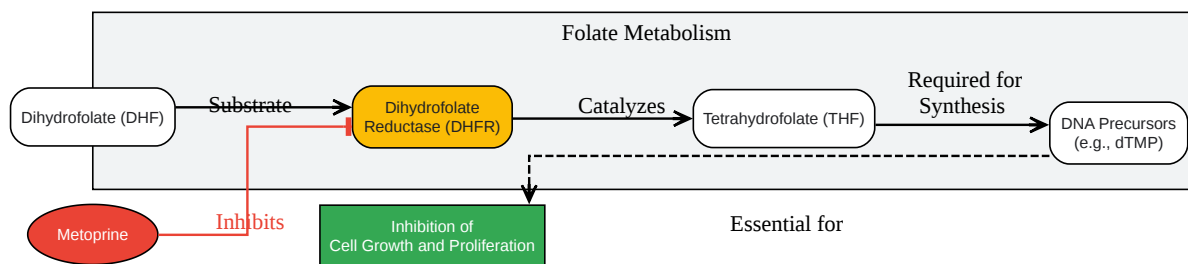 Folate Metabolism
Dihydrofolate (DHF)
Substrate
Dihydrofolate
Reductase (DHFR)
Catalyzes
Tetrahydrofolate (THF)
Required for
Synthesis
DNA Precursors
(e.g., dTMP)
Metoprine
Inhibits
Inhibition of
Cell Growth and Proliferation
Essential for